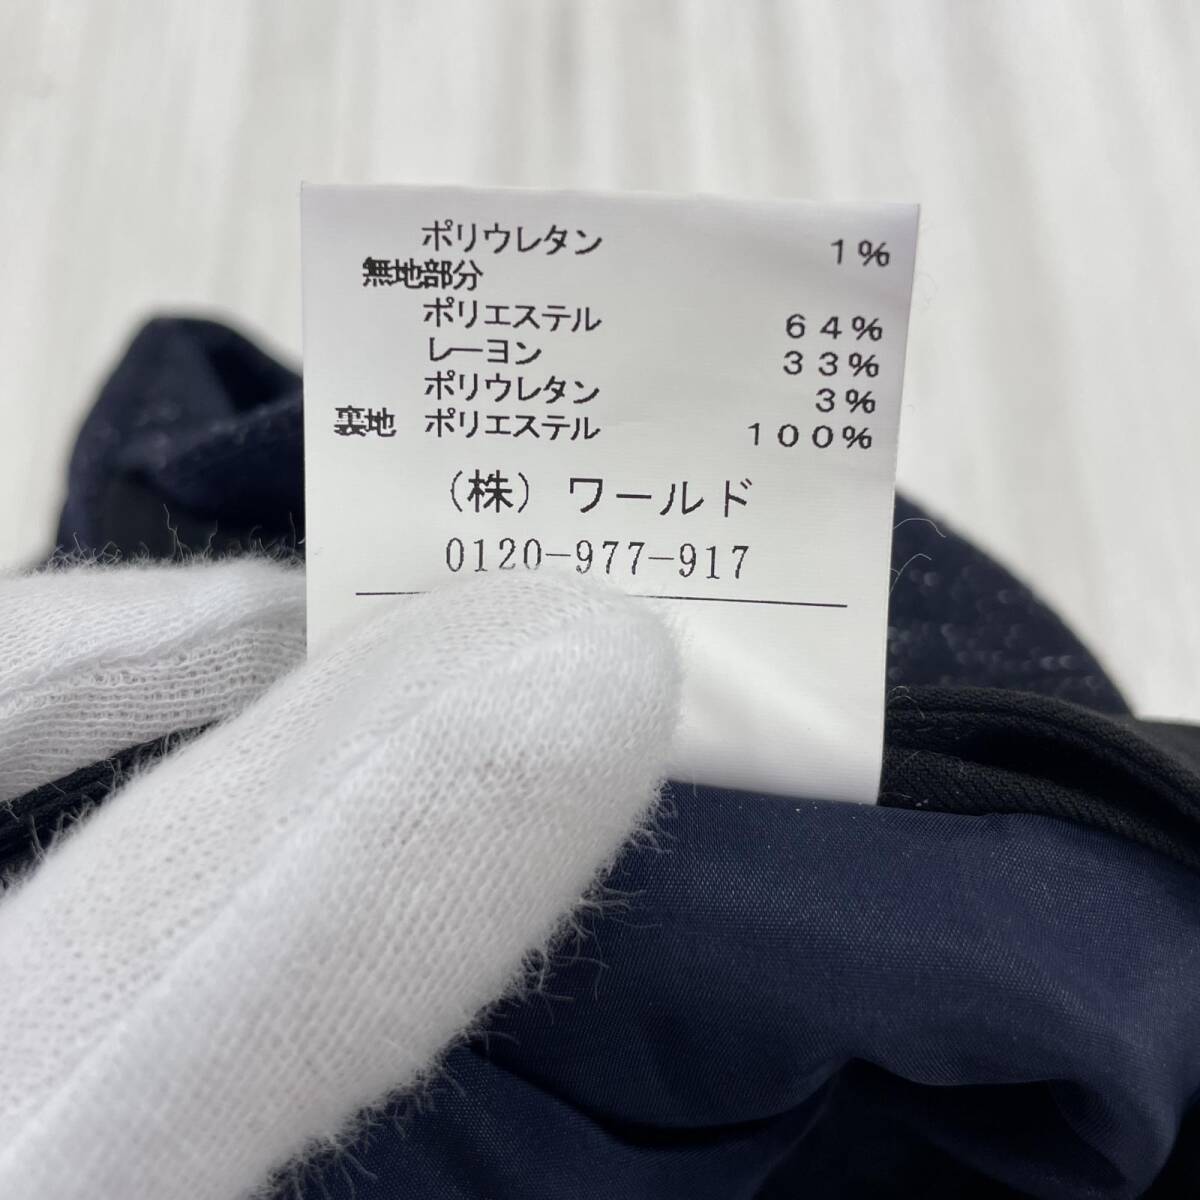 ポリウレタン 1%
無地部分
ポリエステル 64%
レーヨン 33%
ポリウレタン 3%
裏地 ポリエステル 100%
(株) ワールド
0120-977-917